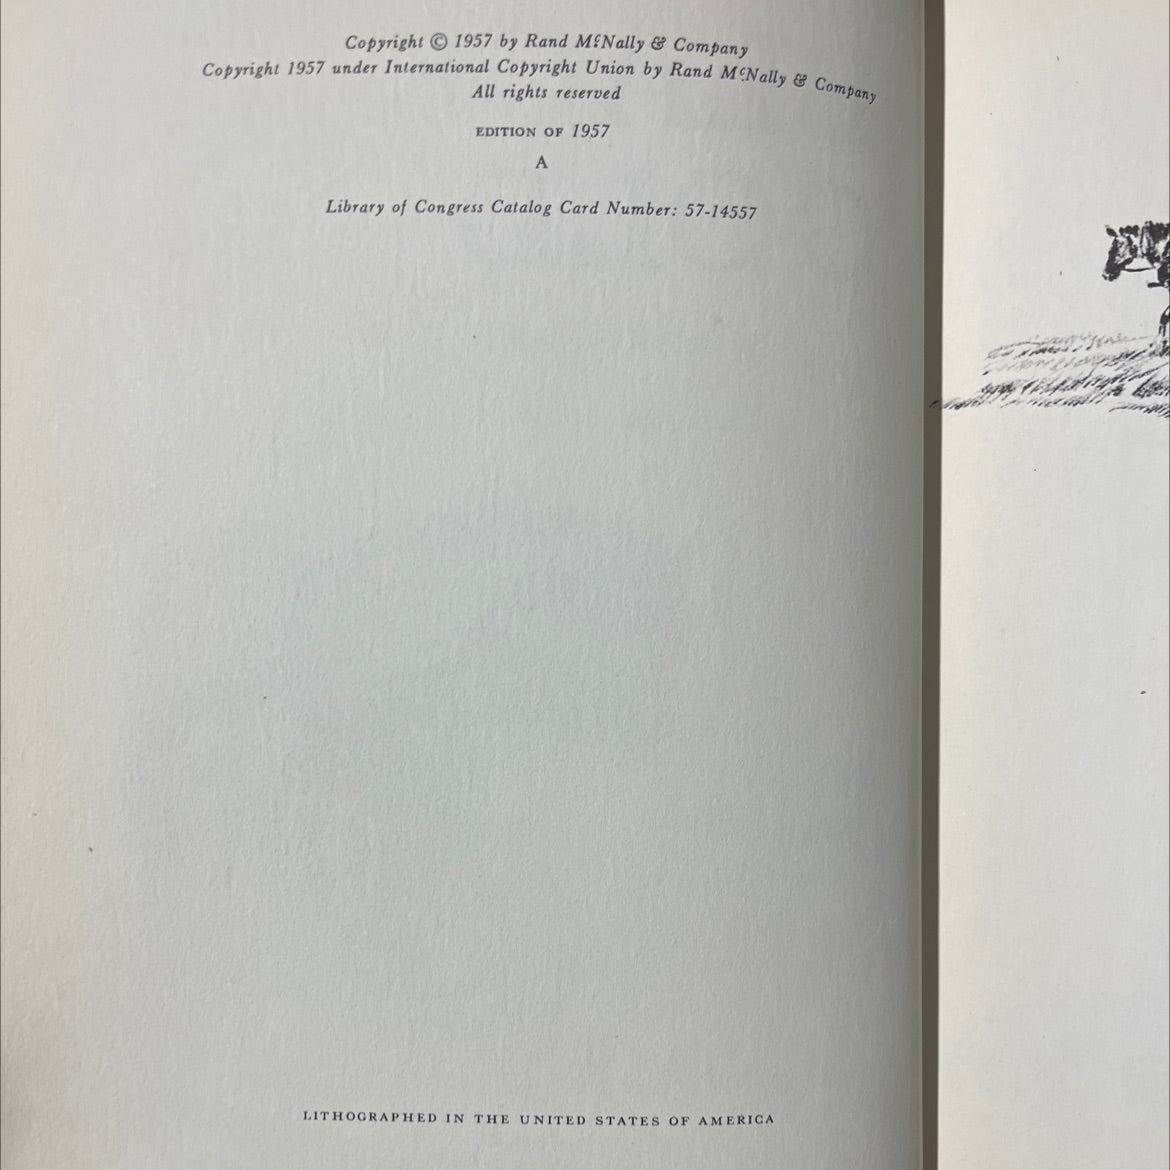 Copyright © 1957 by Rand McNally & Company
Copyright 1957 under International Copyright Union by Rand McNally & Company
All rights reserved
EDITION OF 1957
A
Library of Congress Catalog Card Number: 57-14557
LITHOGRAPHED IN THE UNITED STATES OF AMERICA